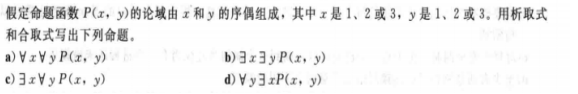 假定命题函数 P(x, y)的论域由 x 和 y 的序偶组成，其中 x 是 1、2 或 3，y 是 1、2 或 3。用析取式
和合取式写出下列命题。
a) ∀x∀yP(x, y) b) ∃x∃yP(x, y)
c) ∃x∀yP(x, y) d) ∀y∃xP(x, y)